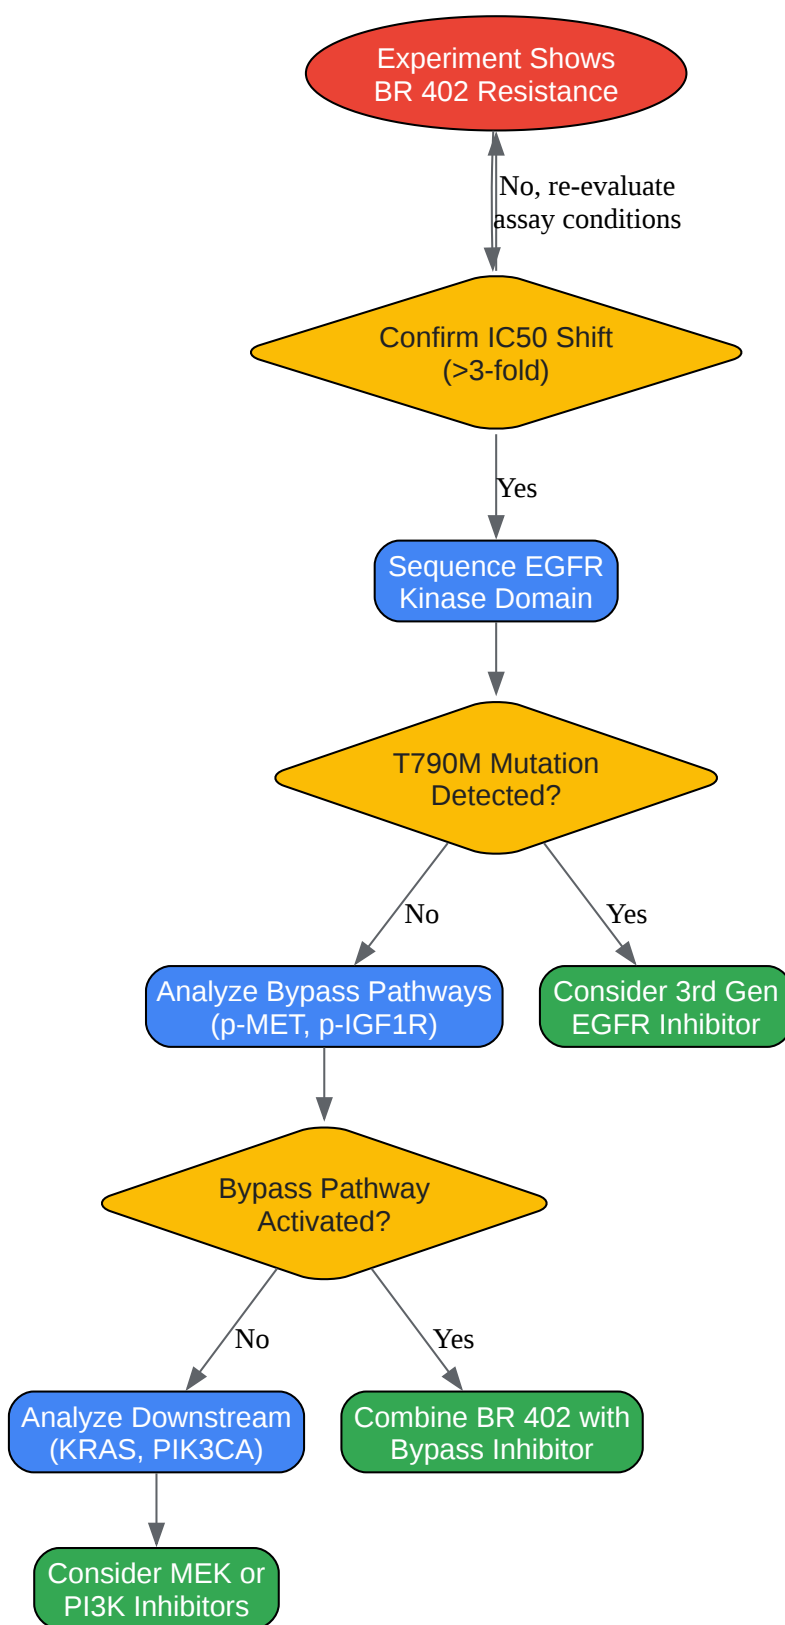 Experiment Shows
BR 402 Resistance
No, re-evaluate
assay conditions
Confirm IC50 Shift
(>3-fold)
Yes
Sequence EGFR
Kinase Domain
T790M Mutation
Detected?
No
Yes
Analyze Bypass Pathways
(p-MET, p-IGF1R)
Consider 3rd Gen
EGFR Inhibitor
Bypass Pathway
Activated?
No
Yes
Analyze Downstream
(KRAS, PIK3CA)
Combine BR 402 with
Bypass Inhibitor
Consider MEK or
PI3K Inhibitors